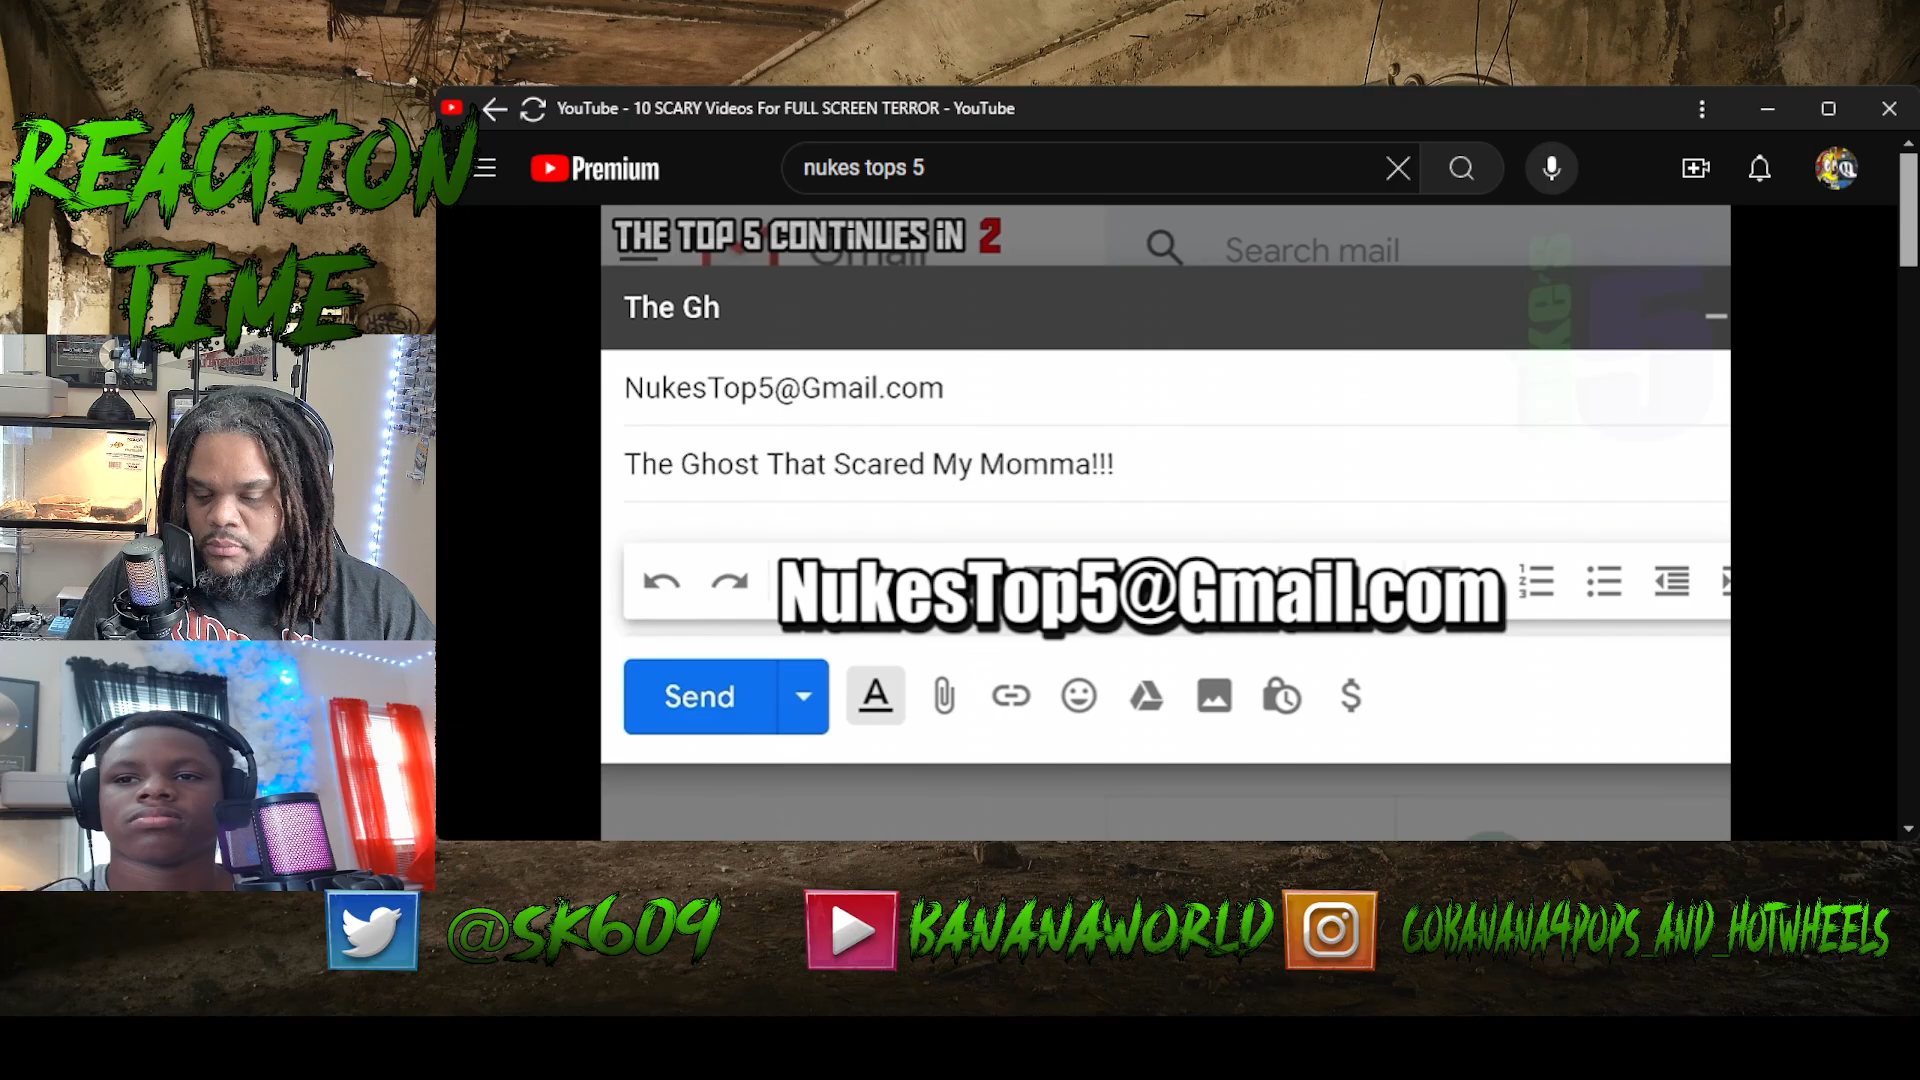 REACTION
TIME
YouTube - 10 SCARY Videos For FULL SCREEN TERROR - YouTube
Premium
nukes tops 5
THE TOP 5 CONTINUES IN 2
Gmail
Search mail
The Gh
NukesTop5@Gmail.com
The Ghost That Scared My Momma!!!
NukesTop5@Gmail.com
Send
@SK609
BANANAWORLD
GOBANANA4POPS_AND_HOTWHEELS